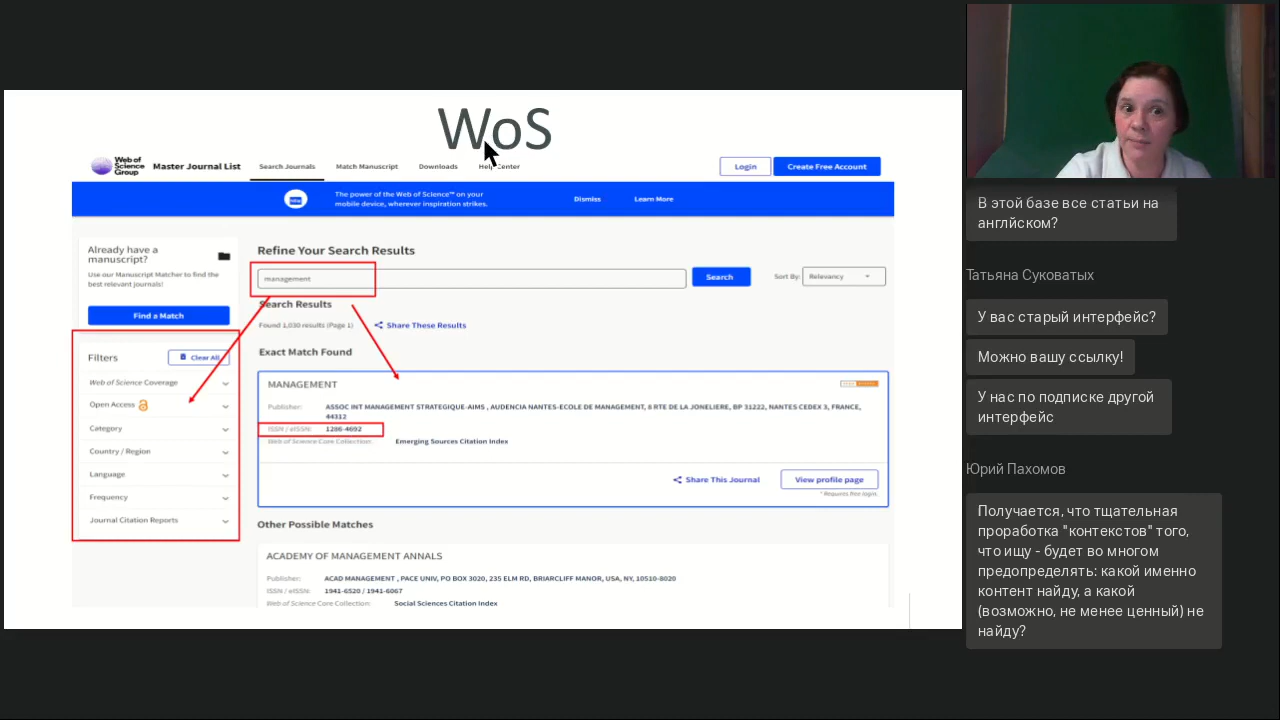 WoS
Web of
Science
Group
Master Journal List
Search Journals
Match Manuscript
Downloads
Help Center
Login
Create Free Account
The power of the Web of Science™ on your
mobile device, wherever inspiration strikes.
Dismiss
Learn More
Already have a
manuscript?
Use our Manuscript Matcher to find the
best relevant journals!
Find a Match
Filters
Clear All
Web of Science Coverage
Open Access
Category
Country / Region
Language
Frequency
Journal Citation Reports
Refine Your Search Results
management
Search
Sort By:
Relevancy
Search Results
Found 1,030 results (Page 1)
Share These Results
Exact Match Found
MANAGEMENT
Publisher:
ASSOC INT MANAGEMENT STRATEGIQUE-AIMS , AUDENCIA NANTES-ECOLE DE MANAGEMENT, 8 RTE DE LA JONELIERE, BP 31222, NANTES CEDEX 3, FRANCE,
44312
ISSN / eISSN:
1286-4692
Web of Science Core Collection:
Emerging Sources Citation Index
Share This Journal
View profile page
* Requires free login.
Other Possible Matches
ACADEMY OF MANAGEMENT ANNALS
Publisher:
ACAD MANAGEMENT , PACE UNIV, PO BOX 3020, 235 ELM RD, BRIARCLIFF MANOR, USA, NY, 10510-8020
ISSN / eISSN:
1941-6520 / 1941-6067
Web of Science Core Collection:
Social Sciences Citation Index
В этой базе все статьи на
англйском?
Татьяна Суковатых
У вас старый интерфейс?
Можно вашу ссылку!
У нас по подписке другой
интерфейс
Юрий Пахомов
Получается, что тщательная
проработка "контекстов" того,
что ищу - будет во многом
предопределять: какой именно
контент найду, а какой
(возможно, не менее ценный) не
найду?